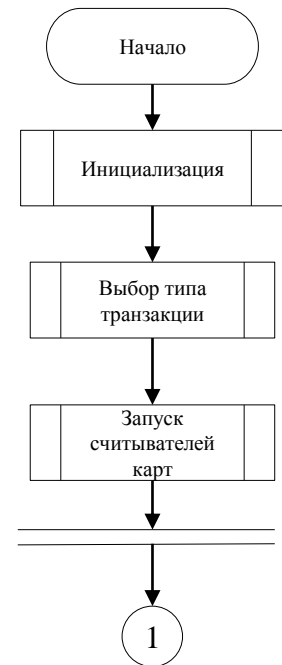 Начало
Инициализация
Выбор типа
транзакции
Запуск
считывателей
карт
1